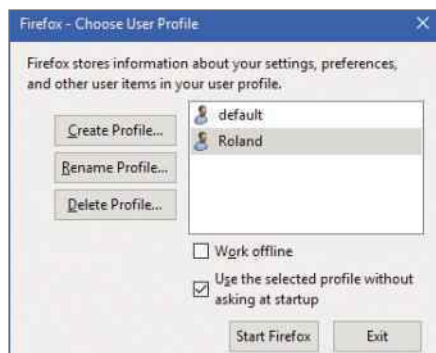 Firefox - Choose User Profile
Firefox stores information about your settings, preferences,
and other user items in your user profile.
Create Profile...
Rename Profile...
Delete Profile...
default
Roland
Work offline
Use the selected profile without
asking at startup
Start Firefox
Exit